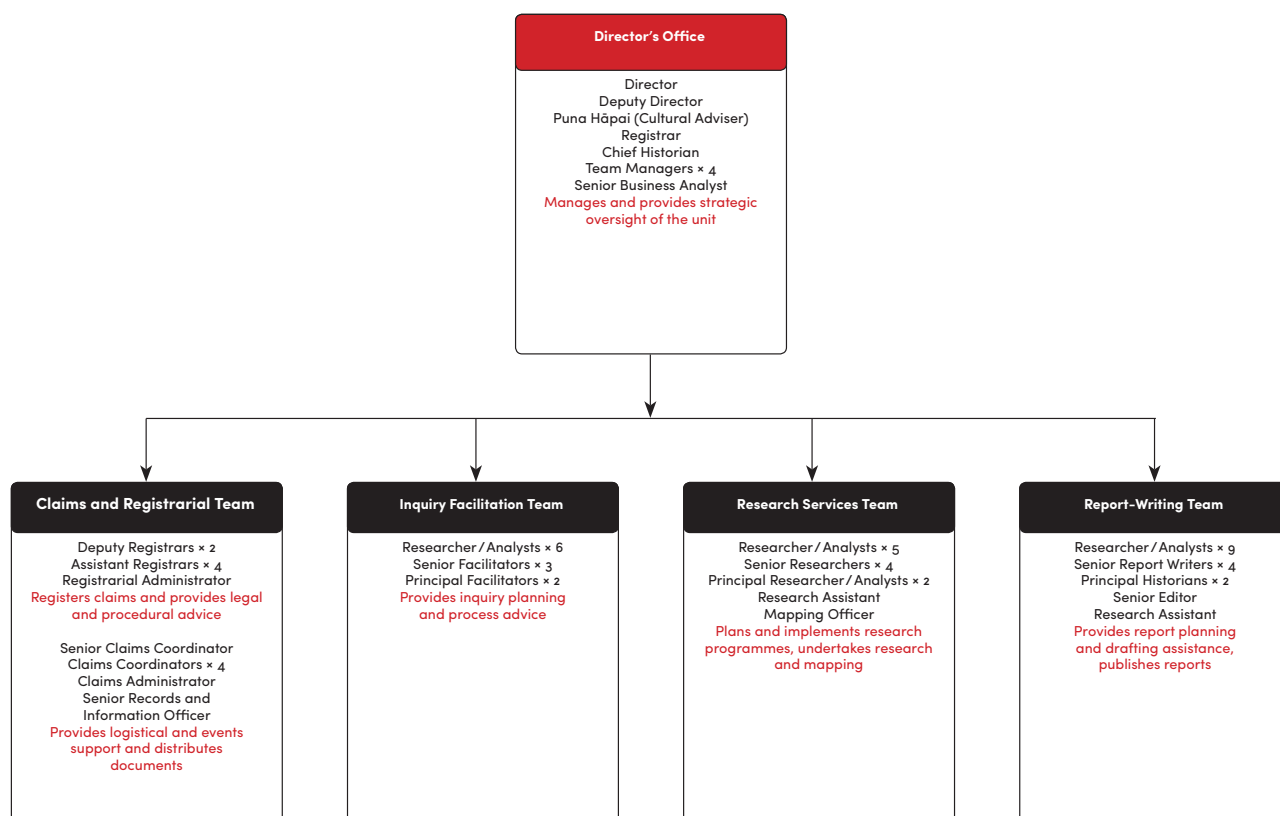 Director’s Office
Director
Deputy Director
Puna Hāpai (Cultural Adviser)
Registrar
Chief Historian
Team Managers × 4
Senior Business Analyst
Manages and provides strategic
oversight of the unit
Claims and Registrarial Team
Deputy Registrars × 2
Assistant Registrars × 4
Registrarial Administrator
Registers claims and provides legal
and procedural advice
Senior Claims Coordinator
Claims Coordinators × 4
Claims Administrator
Senior Records and
Information Officer
Provides logistical and events
support and distributes
documents
Inquiry Facilitation Team
Researcher/Analysts × 6
Senior Facilitators × 3
Principal Facilitators × 2
Provides inquiry planning
and process advice
Research Services Team
Researcher/Analysts × 5
Senior Researchers × 4
Principal Researcher/Analysts × 2
Research Assistant
Mapping Officer
Plans and implements research
programmes, undertakes research
and mapping
Report-Writing Team
Researcher/Analysts × 9
Senior Report Writers × 4
Principal Historians × 2
Senior Editor
Research Assistant
Provides report planning
and drafting assistance,
publishes reports